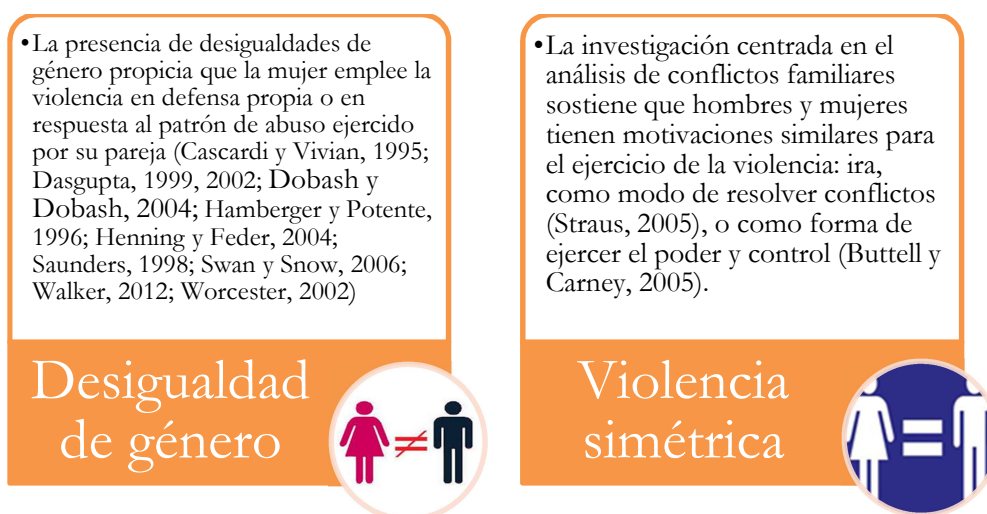 •La presencia de desigualdades de
género propicia que la mujer emplee la
violencia en defensa propia o en
respuesta al patrón de abuso ejercido
por su pareja (Cascardi y Vivian, 1995;
Dasgupta, 1999, 2002; Dobash y
Dobash, 2004; Hamberger y Potente,
1996; Henning y Feder, 2004;
Saunders, 1998; Swan y Snow, 2006;
Walker, 2012; Worcester, 2002)
Desigualdad
de género
≠
•La investigación centrada en el
análisis de conflictos familiares
sostiene que hombres y mujeres
tienen motivaciones similares para
el ejercicio de la violencia: ira,
como modo de resolver conflictos
(Straus, 2005), o como forma de
ejercer el poder y control (Buttell y
Carney, 2005).
Violencia
simétrica
=